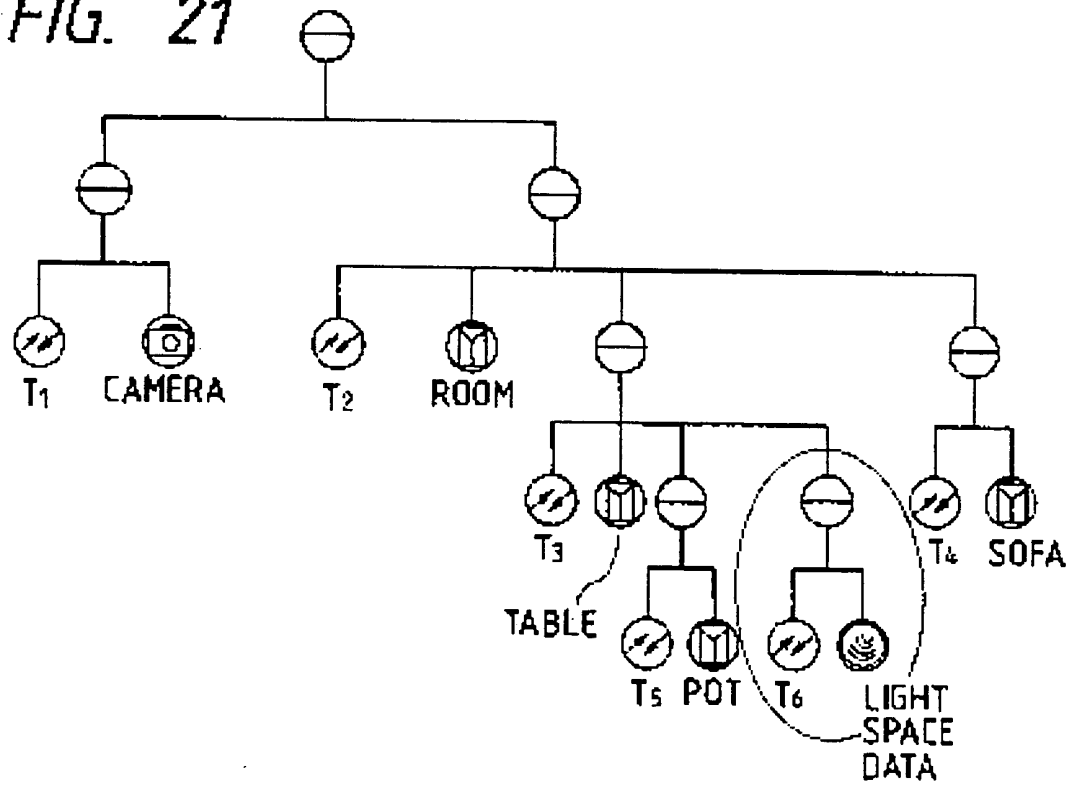 FIG. 21
T1 CAMERA T2 ROOM
T3 T4 SOFA
TABLE
T5 POT T6 LIGHT
SPACE
DATA